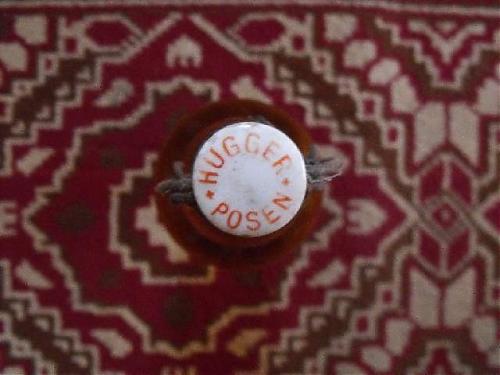 * HUGGER *
POSEN